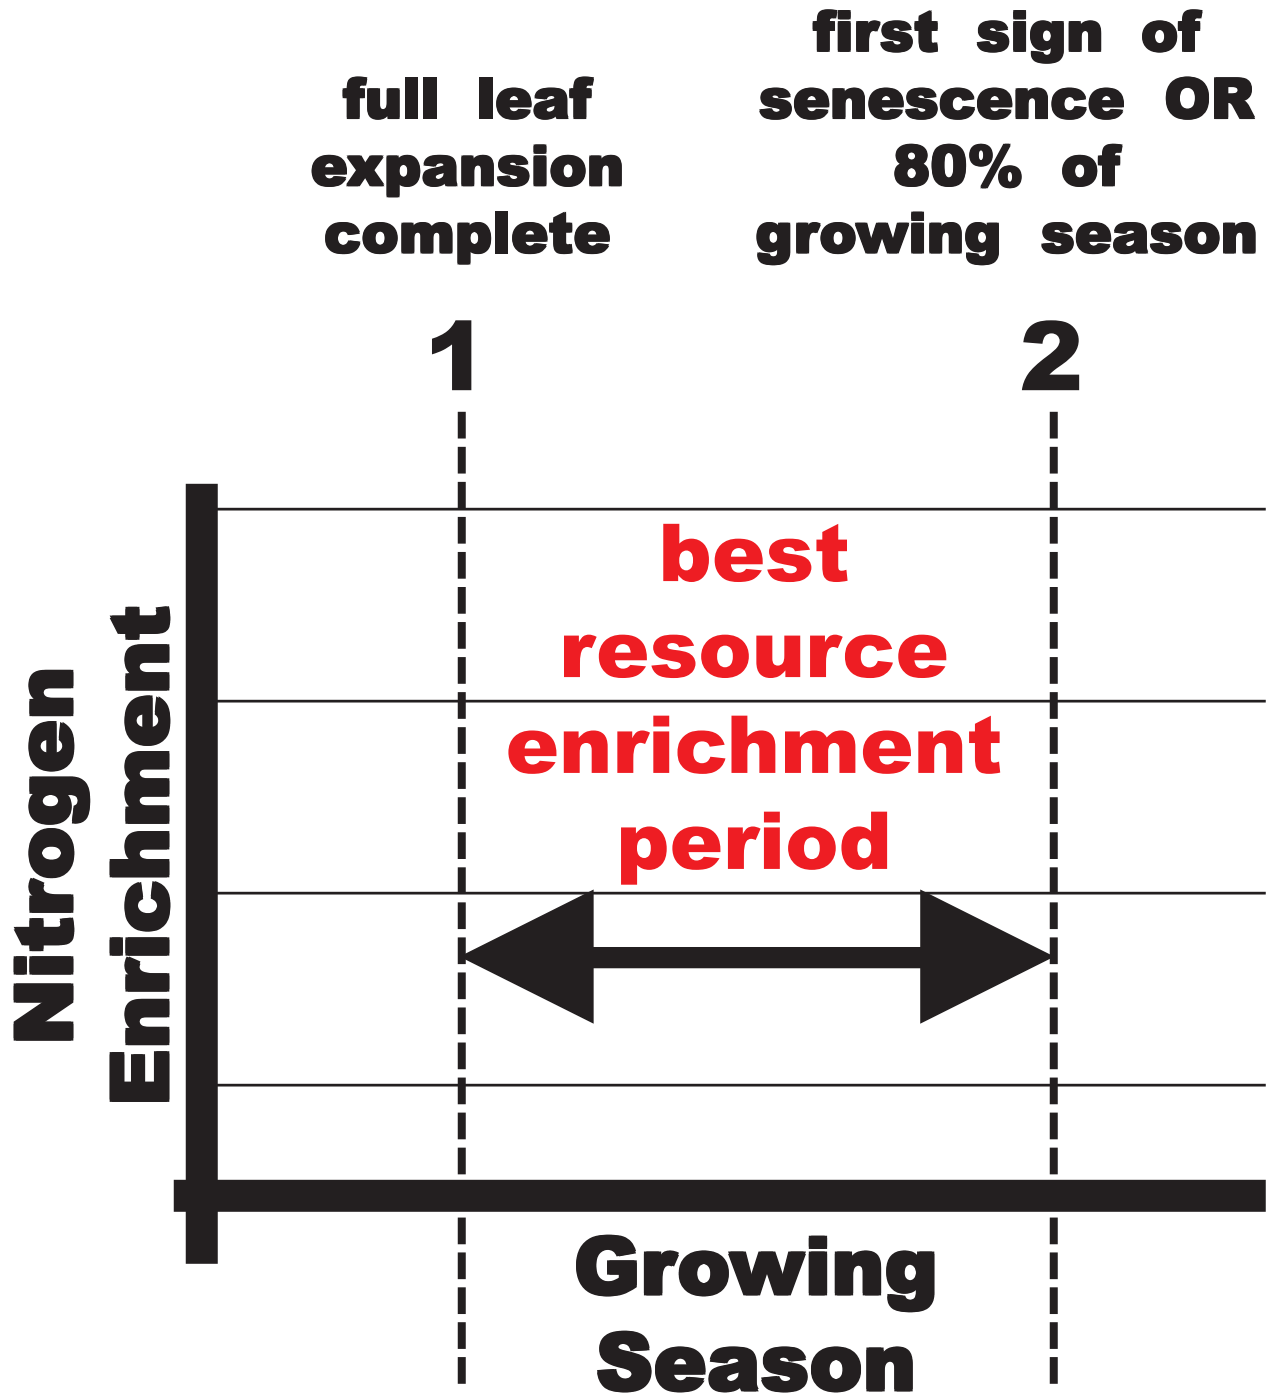 full leaf
expansion
complete
first sign of
senescence OR
80% of
growing season
1
2
best
resource
enrichment
period
Nitrogen
Enrichment
Growing
Season